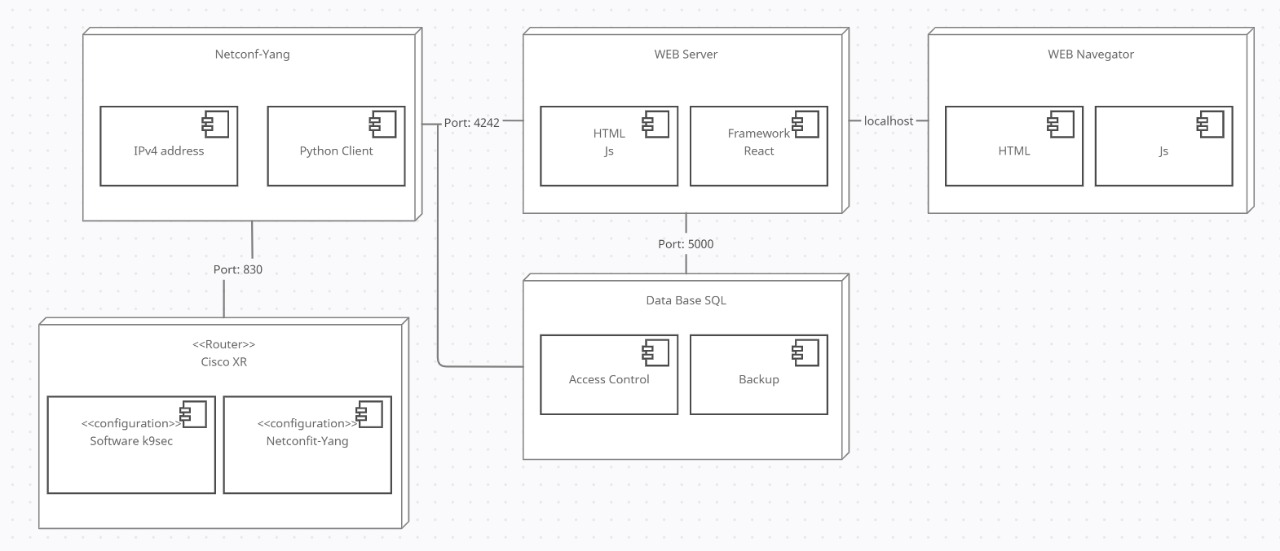 Netconf-Yang
IPv4 address
Python Client
Port: 4242
WEB Server
HTML
Js
Framework
React
localhost
WEB Navegator
HTML
Js
Port: 830
Port: 5000
<<Router>>
Cisco XR
<<configuration>>
Software k9sec
<<configuration>>
Netconfit-Yang
Data Base SQL
Access Control
Backup